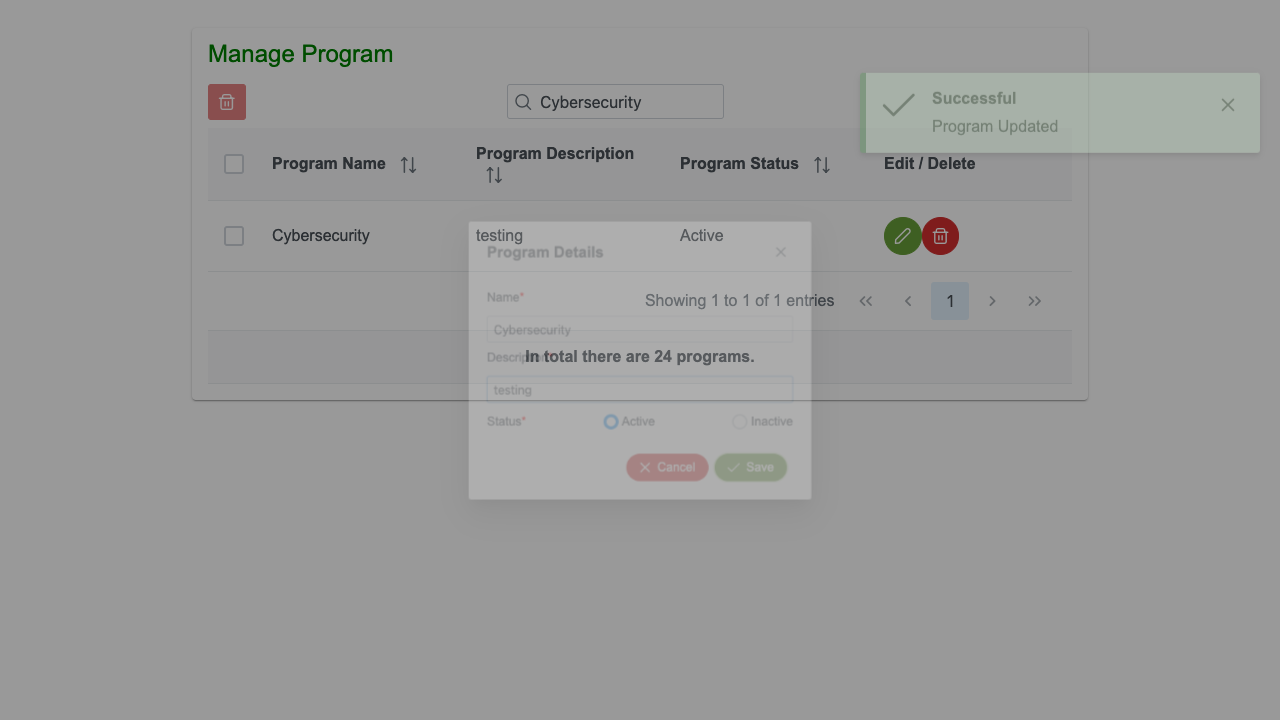 Manage Program
Cybersecurity
Successful
Program Updated
Program Name
Program Description
Program Status
Edit / Delete
Cybersecurity
testing
Active
Program Details
Name*
Showing 1 to 1 of 1 entries
1
Cybersecurity
Description*
In total there are 24 programs.
testing
Status*
Active
Inactive
Cancel
Save